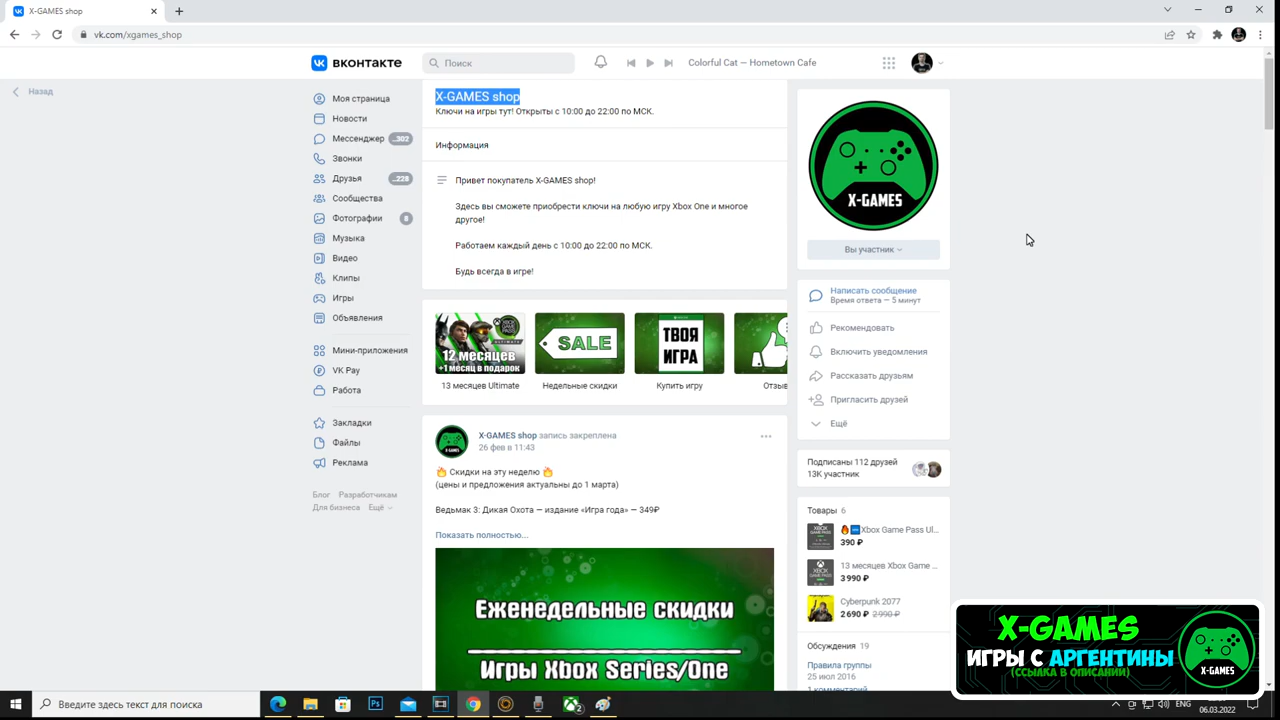 X-GAMES shop
vk.com/xgames_shop
вконтакте
Поиск
Colorful Cat — Hometown Cafe
Назад
Моя страница
Новости
Мессенджер
..302
Звонки
Друзья
..228
Сообщества
Фотографии
8
Музыка
Видео
Клипы
Игры
Объявления
Мини-приложения
VK Pay
Работа
Закладки
Файлы
Реклама
Блог Разработчикам
Для бизнеса Ещё
X-GAMES shop
Ключи на игры тут! Открыты с 10:00 до 22:00 по МСК.
Информация
Привет покупатель X-GAMES shop!
Здесь вы сможете приобрести ключи на любую игру Xbox One и многое
другое!
Работаем каждый день с 10:00 до 22:00 по МСК.
Будь всегда в игре!
12 месяцев
+1 месяц в подарок
SALE
ТВОЯ
ИГРА
13 месяцев Ultimate
Недельные скидки
Купить игру
Отзыв
X-GAMES shop запись закреплена
26 фев в 11:43
Скидки на эту неделю
(цены и предложения актуальны до 1 марта)
Ведьмак 3: Дикая Охота — издание «Игра года» — 349₽
Показать полностью...
Еженедельные скидки
Игры Xbox Series/One
X-GAMES
Вы участник
Написать сообщение
Время ответа — 5 минут
Рекомендовать
Включить уведомления
Рассказать друзьям
Пригласить друзей
Ещё
Подписаны 112 друзей
13K участник
Товары 6
Xbox Game Pass Ul...
390 ₽
13 месяцев Xbox Game ...
3 990 ₽
Cyberpunk 2077
2 690 ₽ 2 990 ₽
Обсуждения 19
Правила группы
25 июл 2016
1 комментарий
X-GAMES
ИГРЫ С АРГЕНТИНЫ
(ССЫЛКА В ОПИСАНИИ)
X-GAMES
Введите здесь текст для поиска
06.03.2022